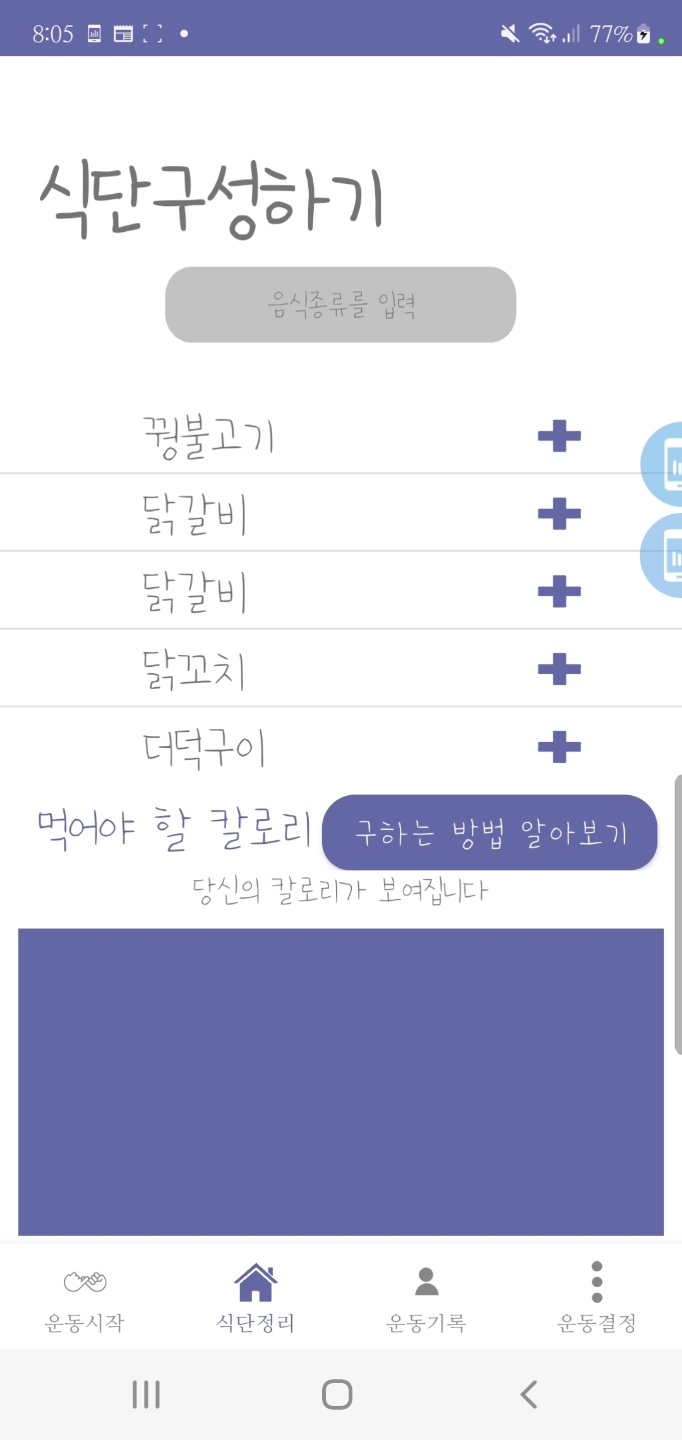 8:05 77%
식단구성하기
음식종류를 입력
꿩불고기
닭갈비
닭갈비
닭꼬치
더덕구이
먹어야 할 칼로리 구하는 방법 알아보기
당신의 칼로리가 보여집니다
운동시작 식단정리 운동기록 운동결정